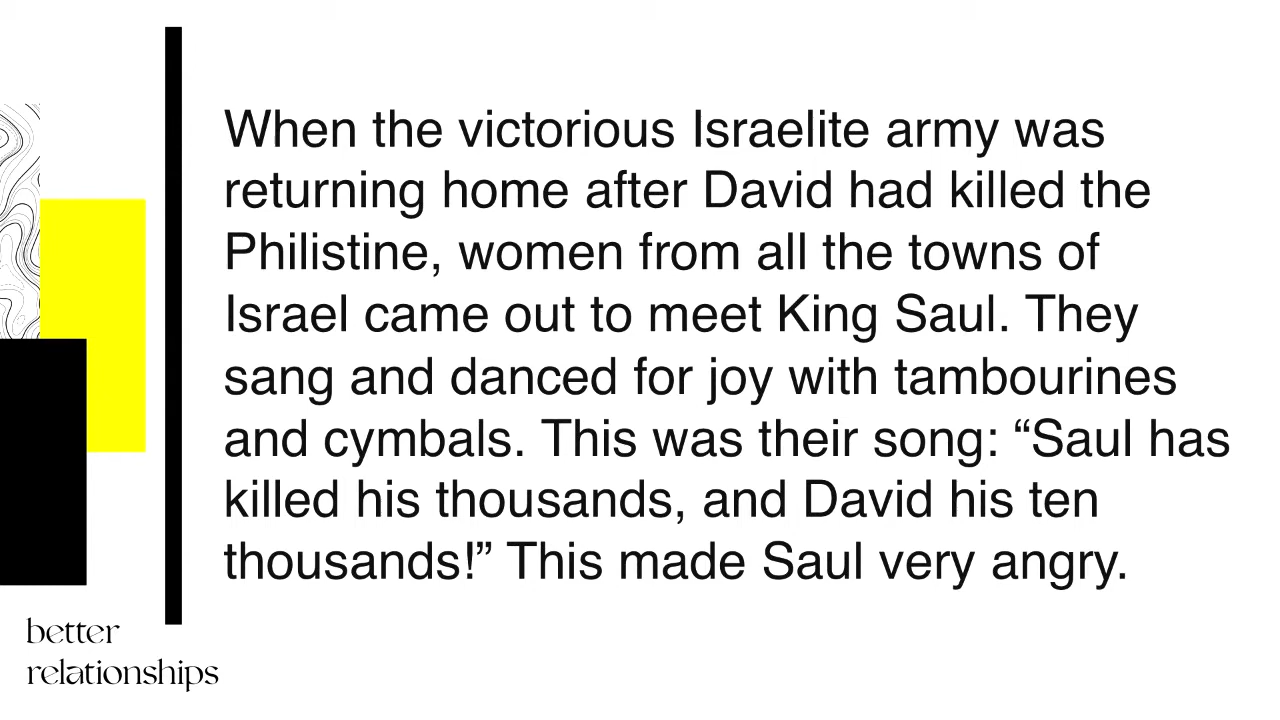 When the victorious Israelite army was
returning home after David had killed the
Philistine, women from all the towns of
Israel came out to meet King Saul. They
sang and danced for joy with tambourines
and cymbals. This was their song: “Saul has
killed his thousands, and David his ten
thousands!” This made Saul very angry.
better
relationships